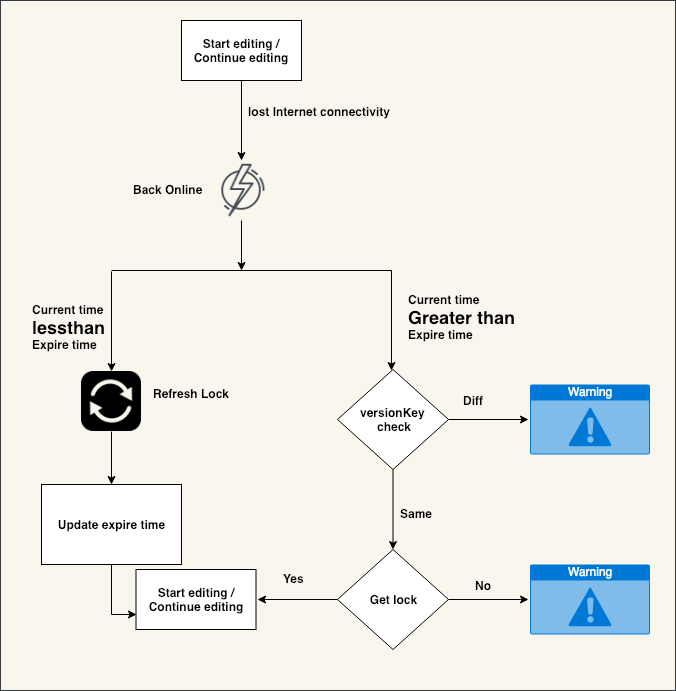 Start editing /
Continue editing
lost Internet connectivity
Back Online
Current time
lessthan
Expire time
Current time
Greater than
Expire time
Refresh Lock
versionKey
check
Diff
Warning
Update expire time
Same
Start editing /
Continue editing
Yes
Get lock
No
Warning